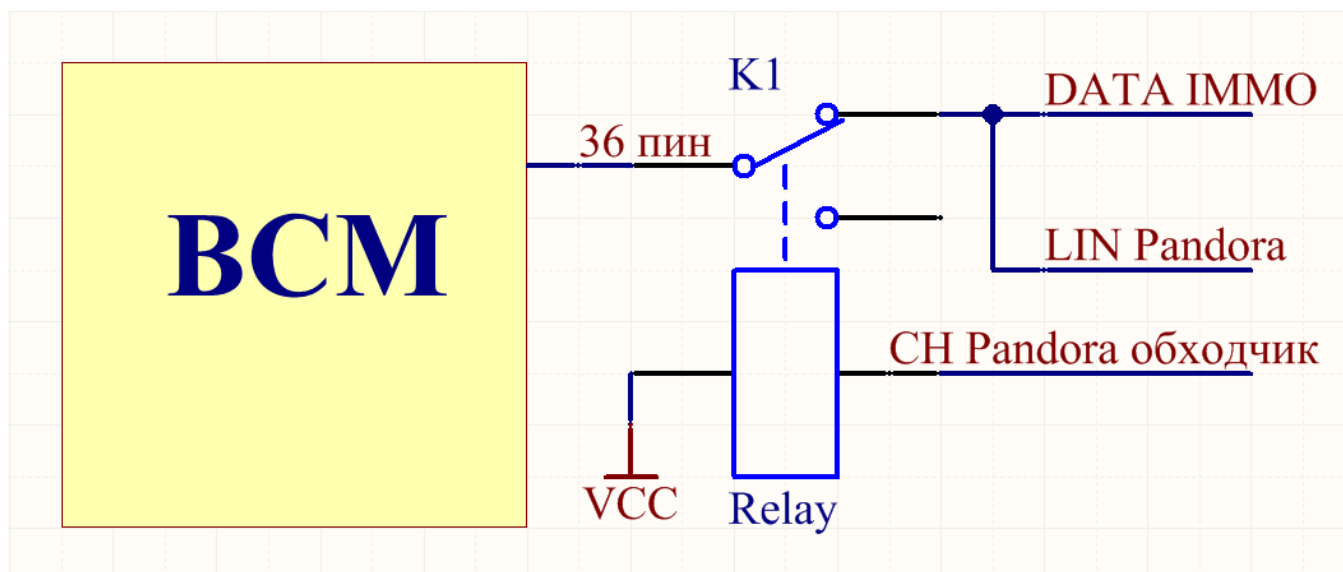 K1
DATA IMMO
36 пин
BCM
LIN Pandora
CH Pandora обходчик
VCC
Relay